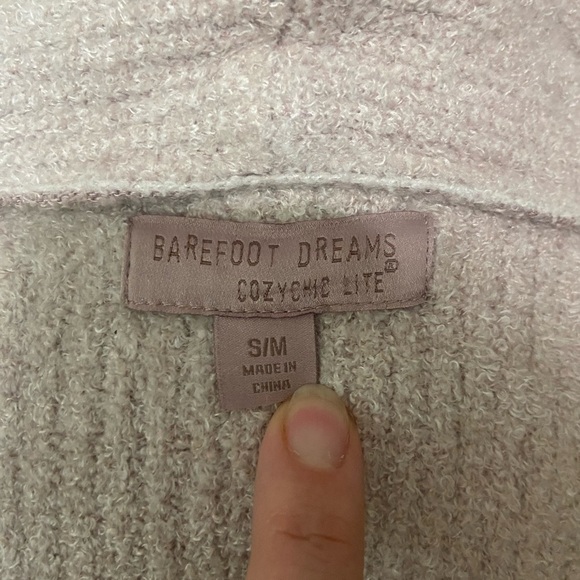 BAREFOOT DREAMS
COZYCHIC LITE®
S/M
MADE IN
CHINA